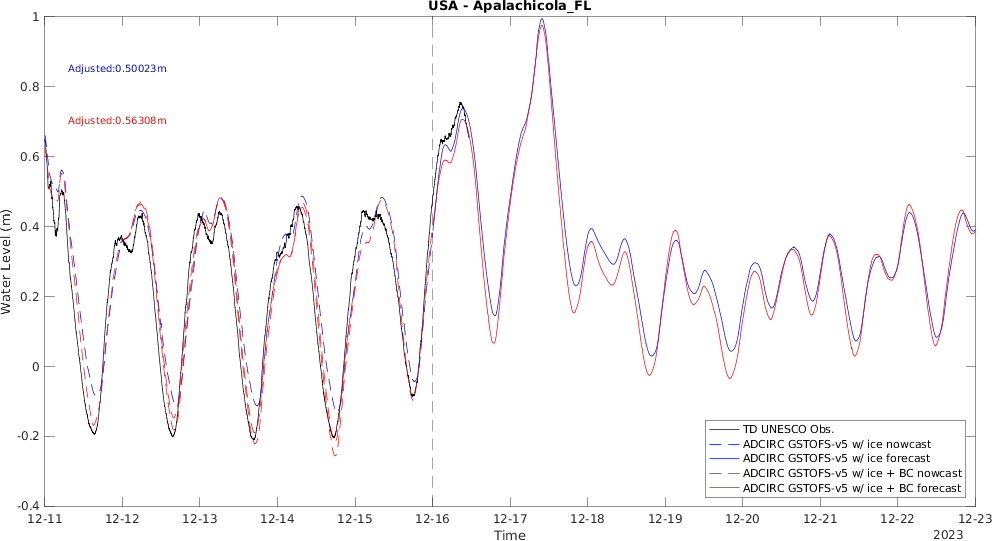 USA - Apalachicola_FL
1
0.8
0.6
0.4
0.2
0
-0.2
-0.4
Water Level (m)
Adjusted:0.50023m
Adjusted:0.56308m
TD UNESCO Obs.
ADCIRC GSTOFS-v5 w/ ice nowcast
ADCIRC GSTOFS-v5 w/ ice forecast
ADCIRC GSTOFS-v5 w/ ice + BC nowcast
ADCIRC GSTOFS-v5 w/ ice + BC forecast
12-11 12-12 12-13 12-14 12-15 12-16 12-17 12-18 12-19 12-20 12-21 12-22 12-23
Time
2023